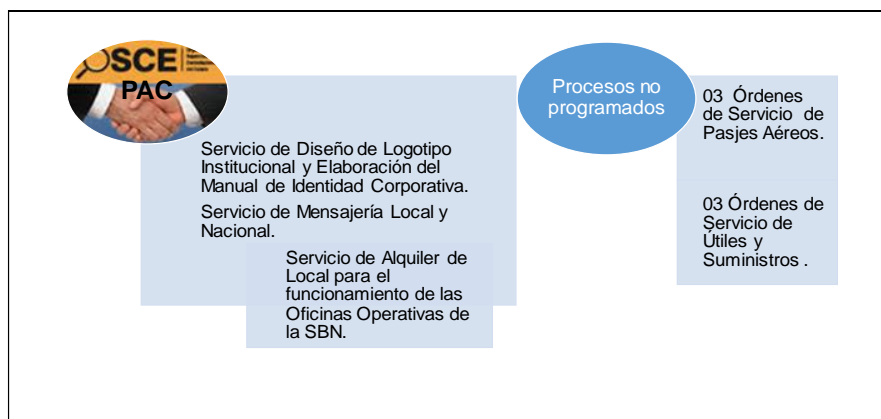 OSCE
PAC
Servicio de Diseño de Logotipo
Institucional y Elaboración del
Manual de Identidad Corporativa.
Servicio de Mensajería Local y
Nacional.
Servicio de Alquiler de
Local para el
funcionamiento de las
Oficinas Operativas de
la SBN.
Procesos no
programados
03 Órdenes
de Servicio de
Pasjes Aéreos.
03 Órdenes de
Servicio de
Útiles y
Suministros .